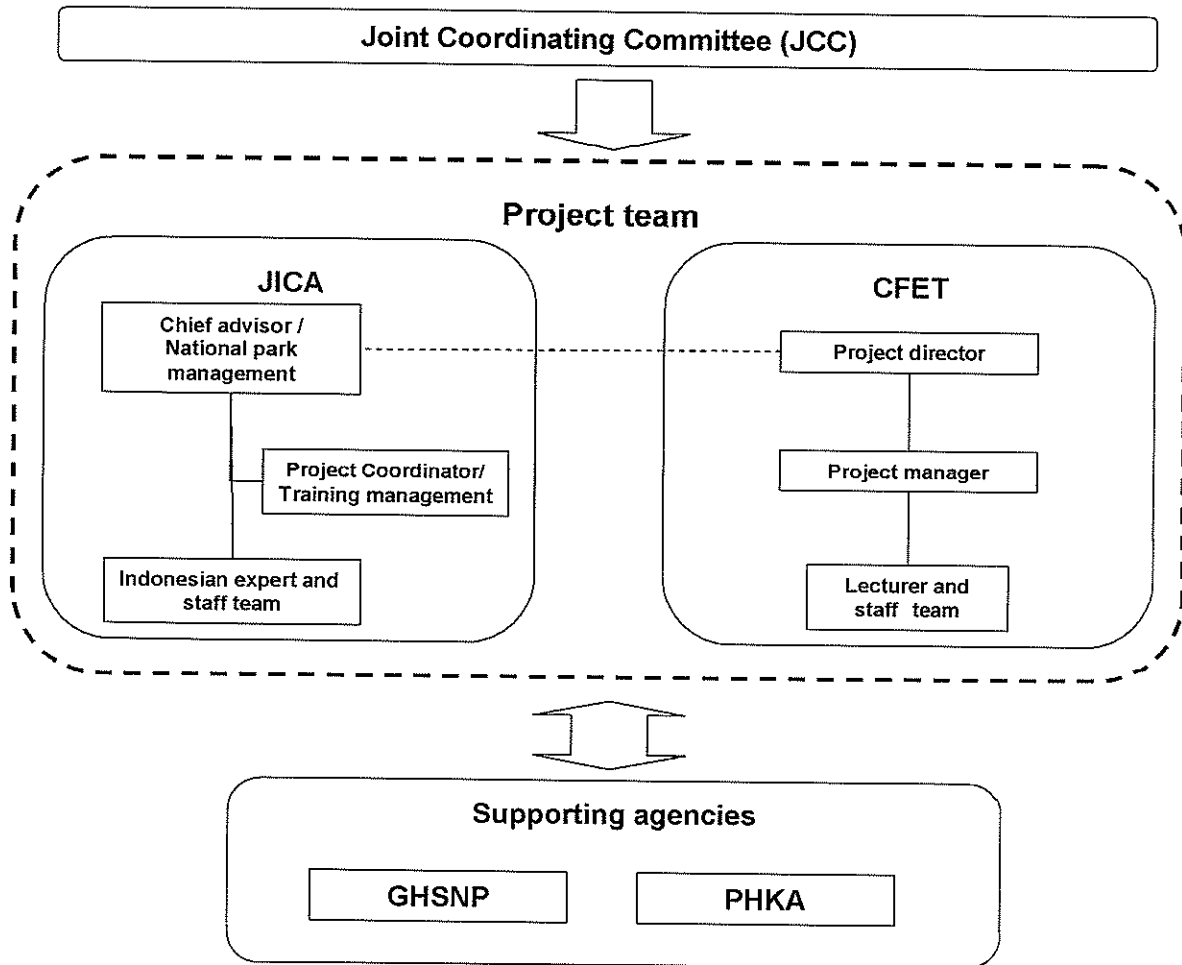 Joint Coordinating Committee (JCC)
Project team
JICA
Chief advisor /
National park
management
Project Coordinator/
Training management
Indonesian expert and
staff team
CFET
Project director
Project manager
Lecturer and
staff team
Supporting agencies
GHSNP
PHKA